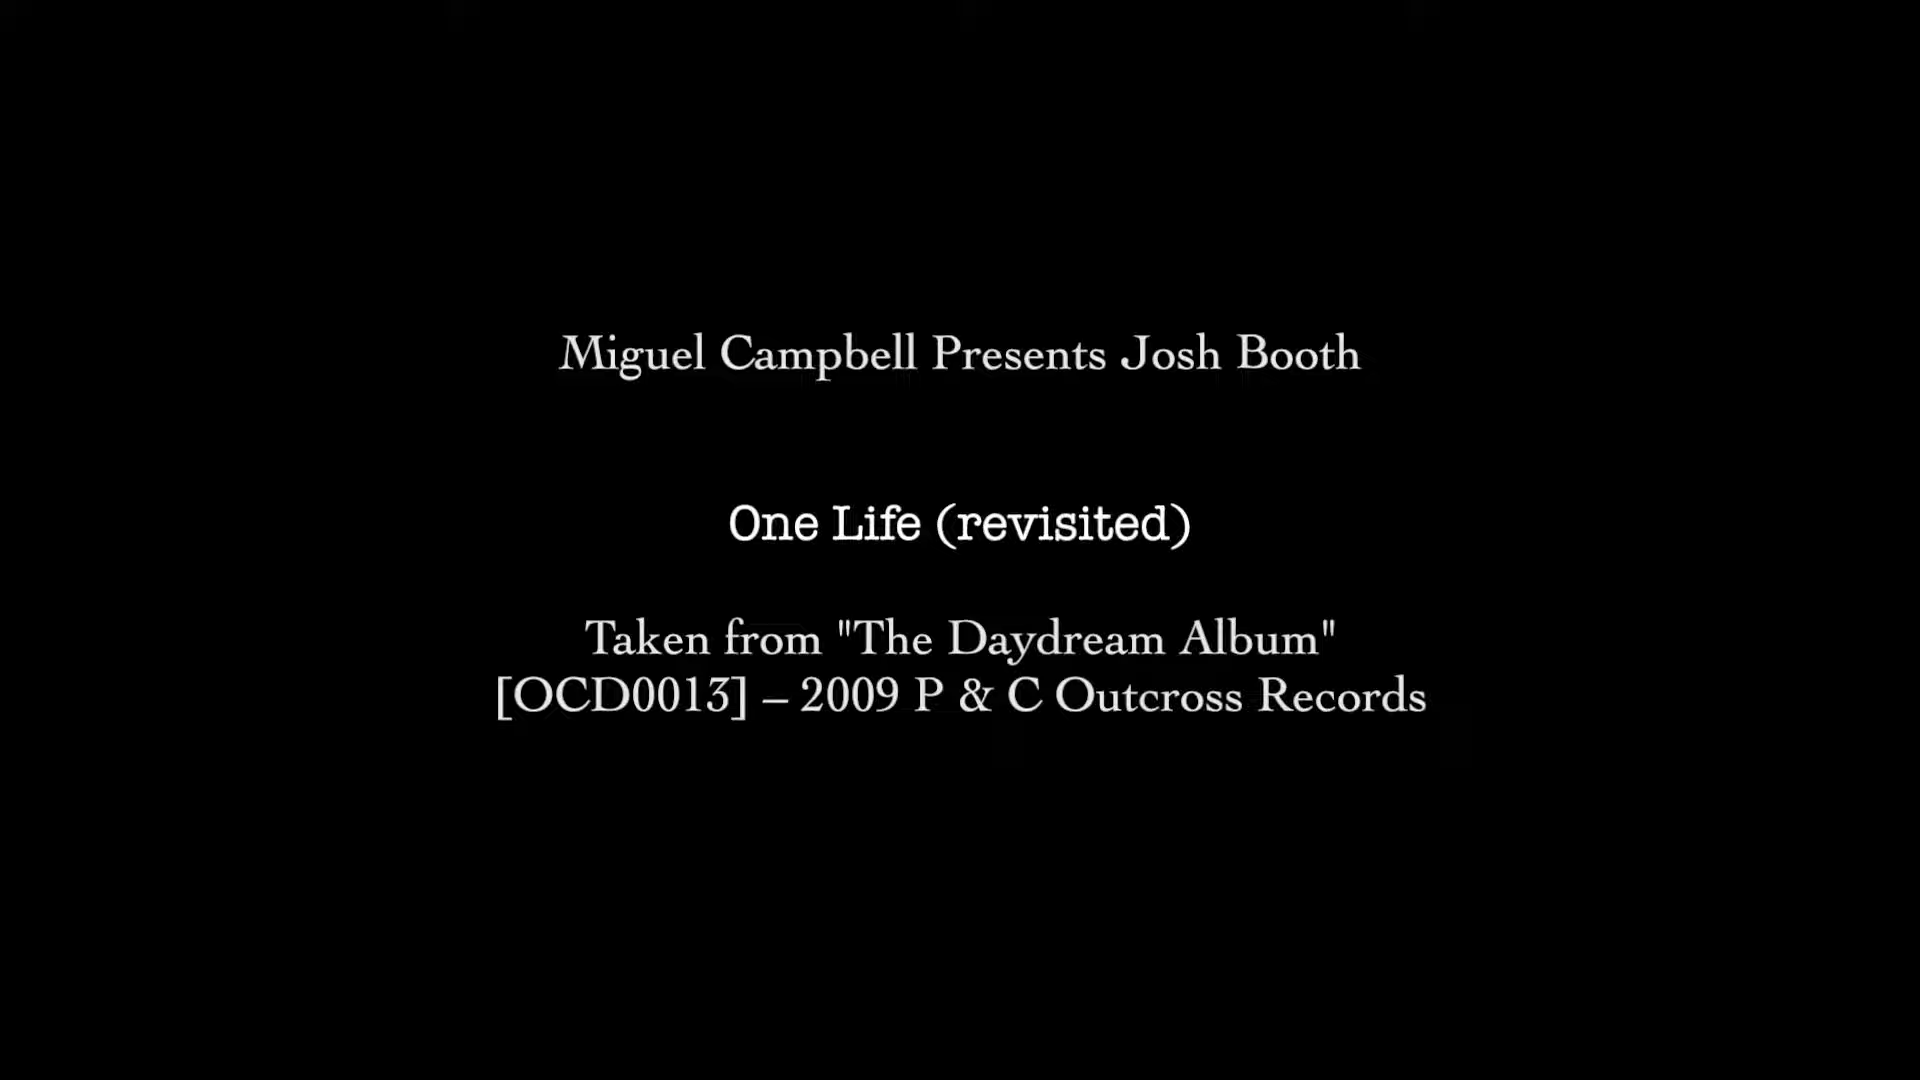 Miguel Campbell Presents Josh Booth
One Life (revisited)
Taken from "The Daydream Album"
[OCD0013] – 2009 P & C Outcross Records